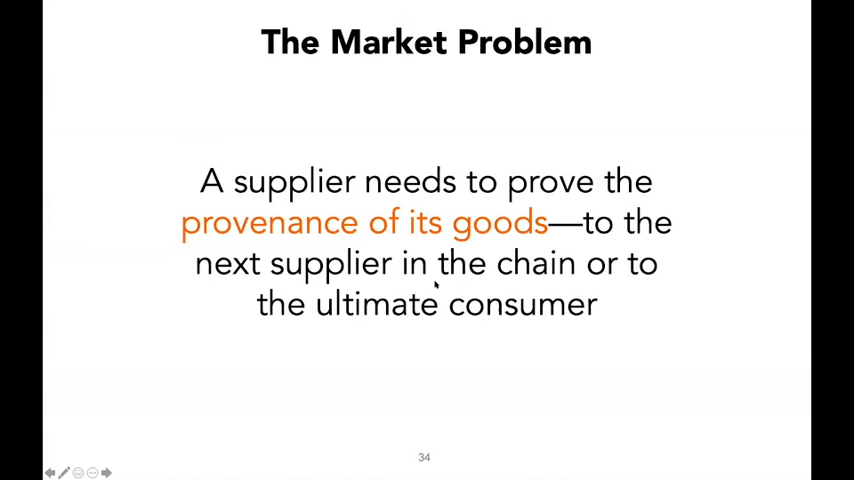 The Market Problem
A supplier needs to prove the
provenance of its goods—to the
next supplier in the chain or to
the ultimate consumer
34